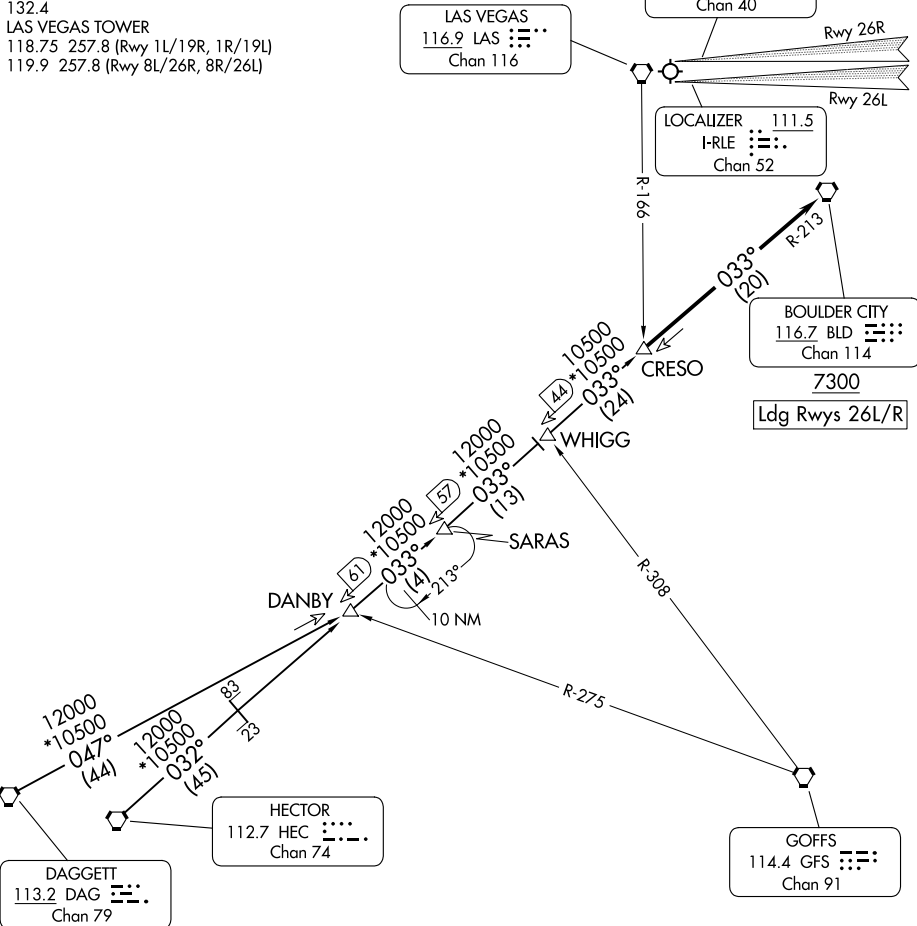 132.4
LAS VEGAS TOWER
118.75 257.8 (Rwy 1L/19R, 1R/19L)
119.9 257.8 (Rwy 8L/26R, 8R/26L)
LAS VEGAS
116.9 LAS
Chan 116
Chan 40
Rwy 26R
Rwy 26L
LOCALIZER 111.5
I-RLE
Chan 52
R-166
R-213
033°
(20)
BOULDER CITY
116.7 BLD
Chan 114
7300
Ldg Rwys 26L/R
CRESO
10500
*10500
033°
(24)
44
WHIGG
12000
*10500
033°
(13)
57
SARAS
12000
*10500
033°
(4)
61
213°
10 NM
DANBY
R-308
R-275
83
23
12000
*10500
047°
(44)
12000
*10500
032°
(45)
HECTOR
112.7 HEC
Chan 74
GOFFS
114.4 GFS
Chan 91
DAGGETT
113.2 DAG
Chan 79